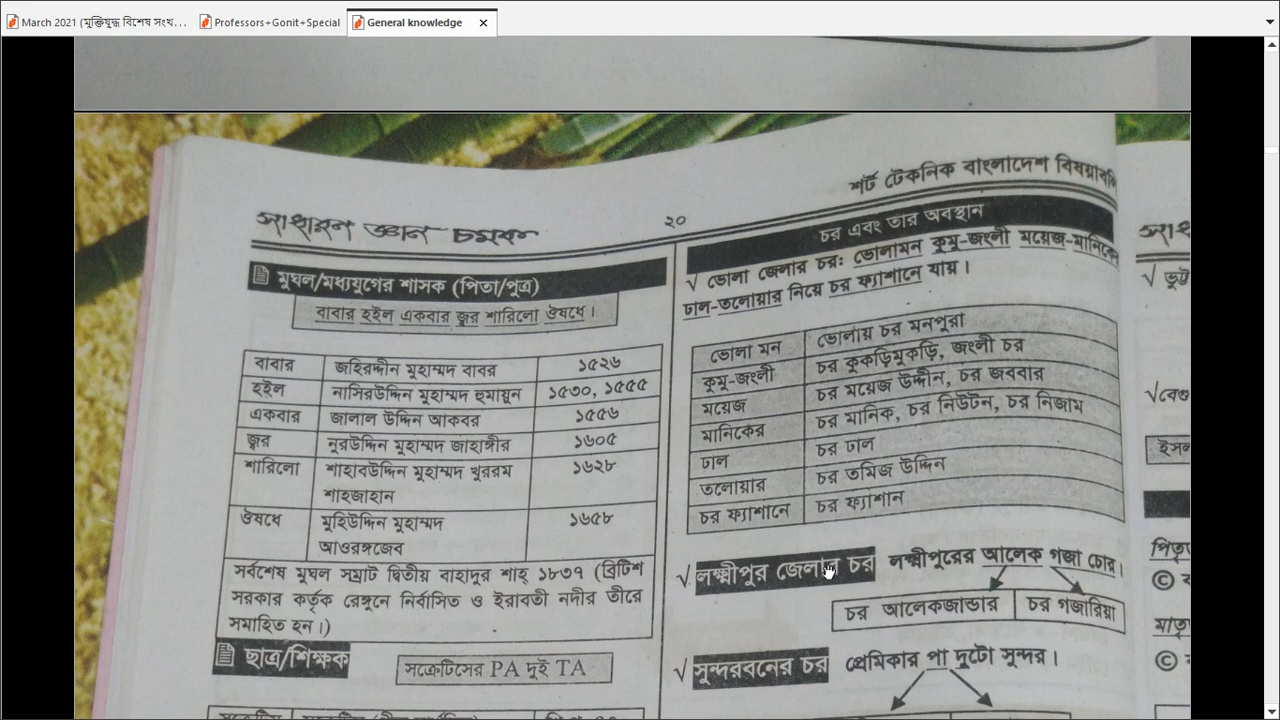 March 2021 (মুক্তিযুদ্ধ বিশেষ সংখ...
Professors+Gonit+Special
General knowledge
শর্ট টেকনিক বাংলাদেশ বিষয়াবলি
সাধারন জ্ঞান চমক
২০
মুঘল/মধ্যযুগের শাসক (পিতা/পুত্র)
বাবার হইল একবার জ্বর শারিলো ঔষধে।
বাবার জহিরদ্দীন মুহাম্মদ বাবর ১৫২৬
হইল নাসিরউদ্দিন মুহাম্মদ হুমায়ুন ১৫৩০, ১৫৫৫
একবার জালাল উদ্দিন আকবর ১৫৫৬
জ্বর নুরউদ্দিন মুহাম্মদ জাহাঙ্গীর ১৬০৫
শারিলো শাহাবউদ্দিন মুহাম্মদ খুররম ১৬২৮
শাহজাহান
ঔষধে মুহিউদ্দিন মুহাম্মদ ১৬৫৮
আওরঙ্গজেব
সর্বশেষ মুঘল সম্রাট দ্বিতীয় বাহাদুর শাহ্ ১৮৩৭ (ব্রিটিশ
সরকার কর্তৃক রেঙ্গুনে নির্বাসিত ও ইরাবতী নদীর তীরে
সমাহিত হন।)
ছাত্র/শিক্ষক
সক্রেটিসের PA দুই TA
চর এবং তার অবস্থান
√ ভোলা জেলার চর: ভোলামন কুমু-জংলী ময়েজ-মানিকের
ঢাল-তলোয়ার নিয়ে চর ফ্যাশানে যায়।
ভোলা মন ভোলায় চর মনপুরা
কুমু-জংলী চর কুকড়িমুকড়ি, জংলী চর
ময়েজ চর ময়েজ উদ্দীন, চর জববার
মানিকের চর মানিক, চর নিউটন, চর নিজাম
ঢাল চর ঢাল
তলোয়ার চর তমিজ উদ্দিন
চর ফ্যাশানে চর ফ্যাশান
√ লক্ষ্মীপুর জেলার চর লক্ষ্মীপুরের আলেক গজা চোর।
চর আলেকজান্ডার চর গজারিয়া
√ সুন্দরবনের চর প্রেমিকার পা দুটো সুন্দর।